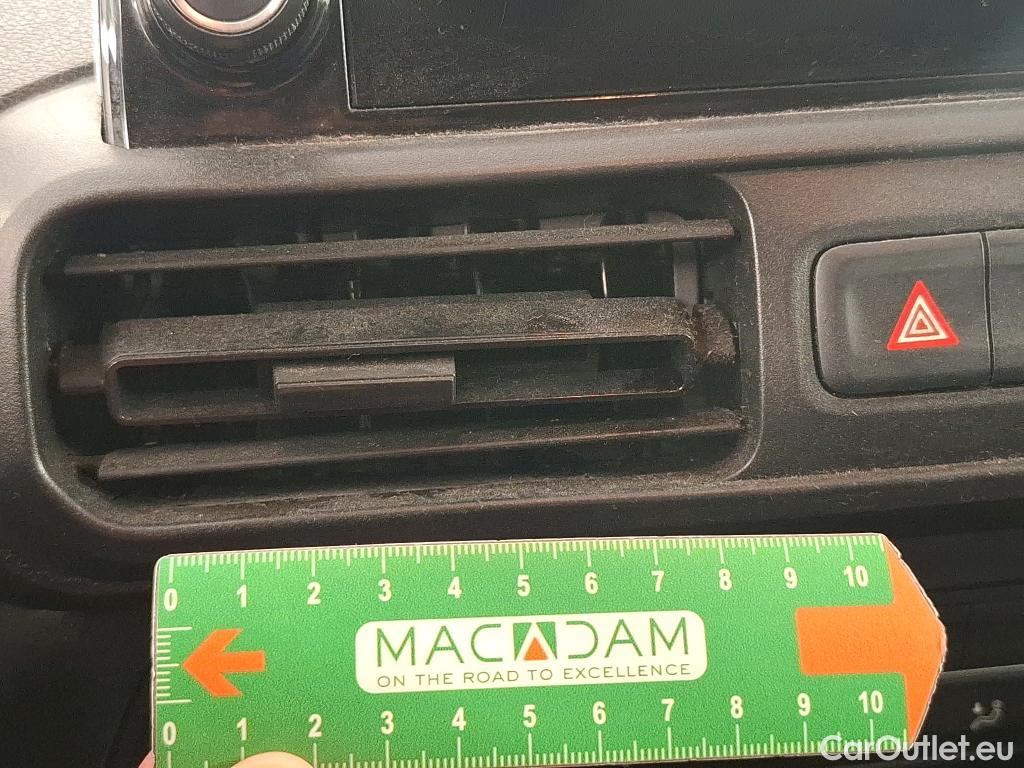 0 1 2 3 4 5 6 7 8 9 10
MACADAM
ON THE ROAD TO EXCELLENCE
0 1 2 3 4 5 6 7 8 9 10
CarOutlet.eu